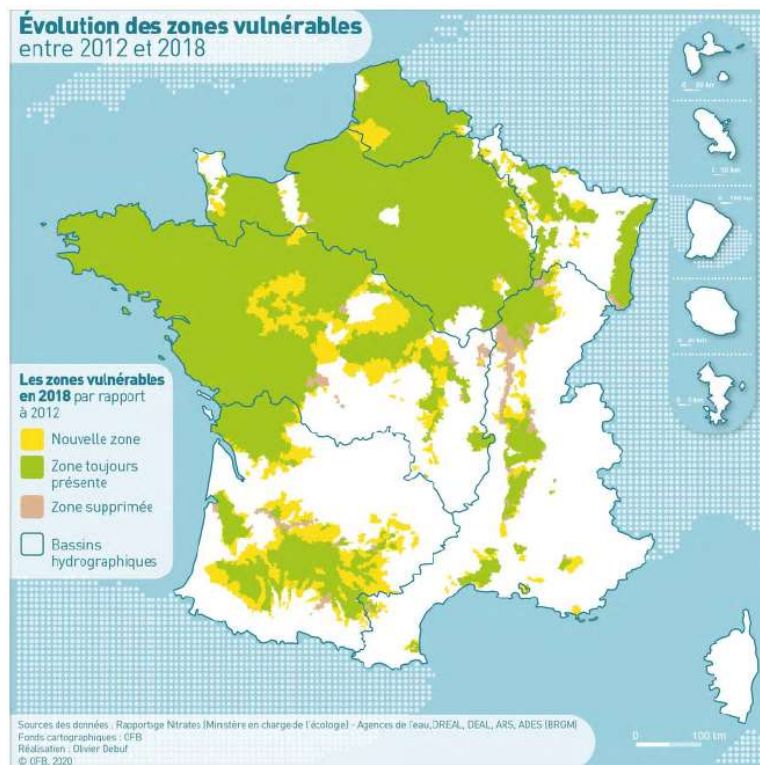 Évolution des zones vulnérables
entre 2012 et 2018
Les zones vulnérables
en 2018 par rapport
à 2012
Nouvelle zone
Zone toujours
présente
Zone supprimée
Bassins
hydrographiques
Sources des données : Rapportage Nitrates (Ministère en charge de l'écologie) - Agences de l'eau, DREAL, DEAL, ARS, ADES (BRGM)
Fonds cartographiques : OFB
Réalisation : Olivier Debuf
© OFB, 2020
0 100 km